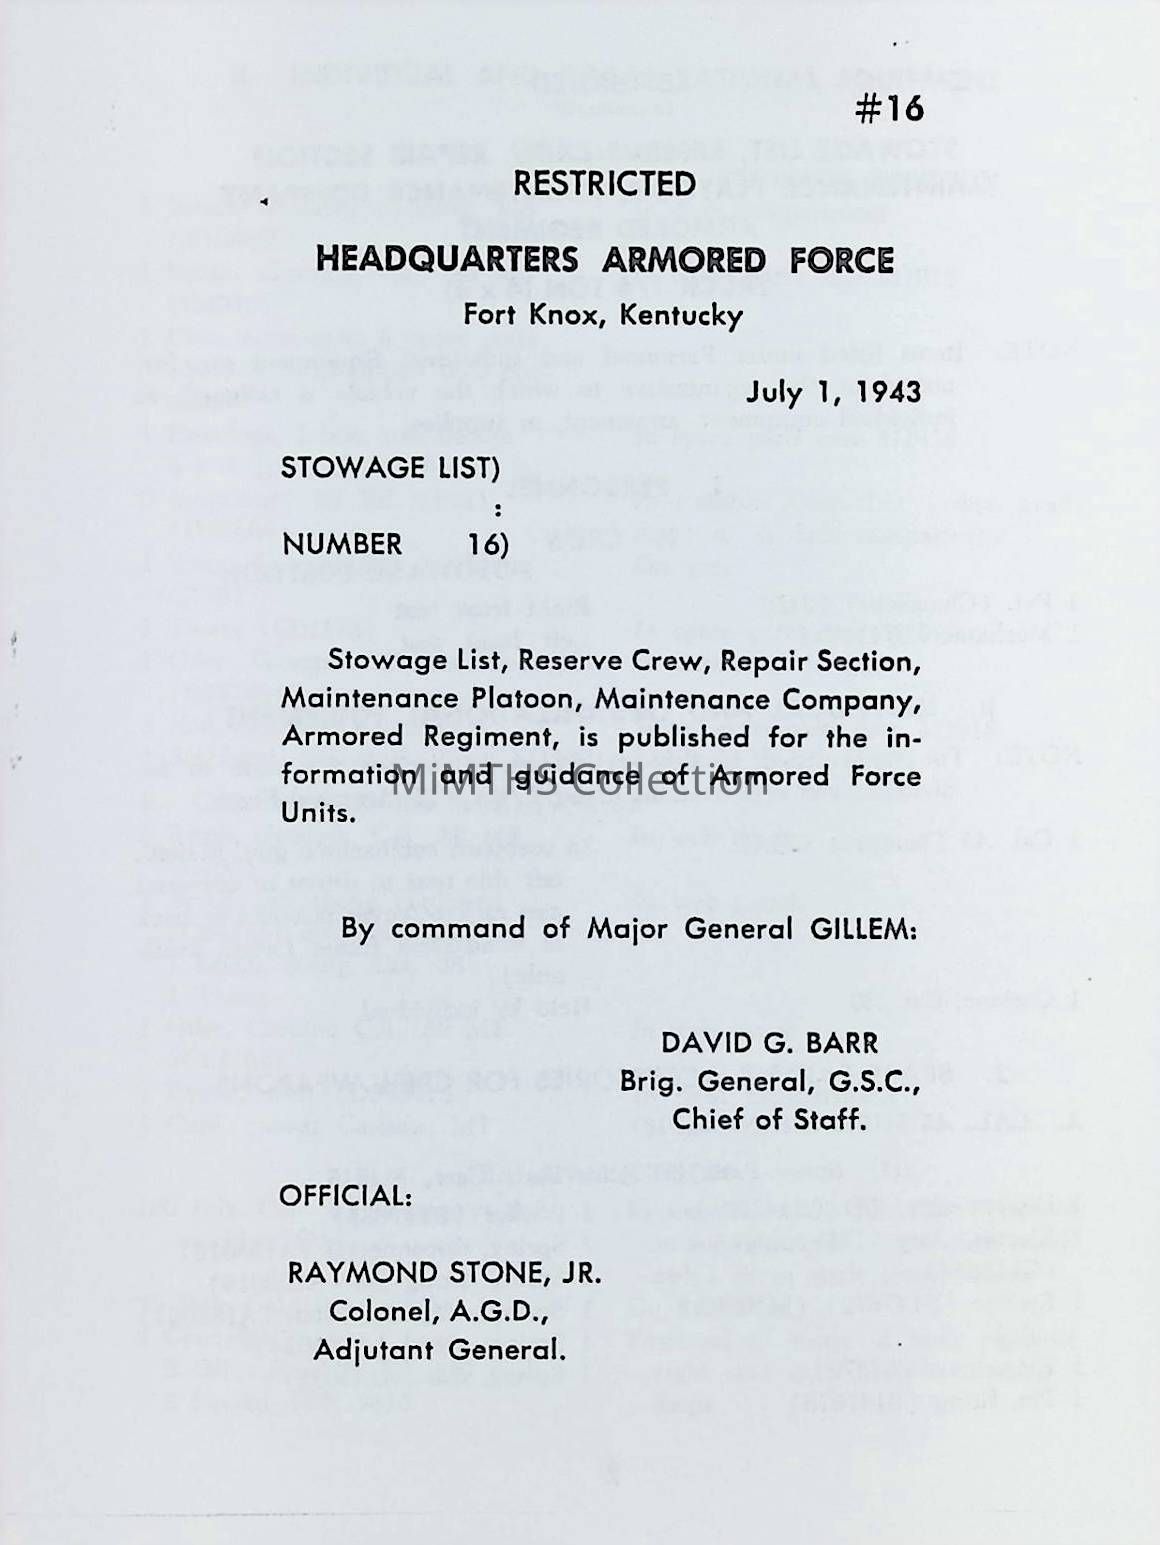 #16
RESTRICTED
HEADQUARTERS ARMORED FORCE
Fort Knox, Kentucky
July 1, 1943
STOWAGE LIST)
:
NUMBER 16)
Stowage List, Reserve Crew, Repair Section,
Maintenance Platoon, Maintenance Company,
Armored Regiment, is published for the in-
formation and guidance of Armored Force
MiMTHS Collection
Units.
By command of Major General GILLEM:
DAVID G. BARR
Brig. General, G.S.C.,
Chief of Staff.
OFFICIAL:
RAYMOND STONE, JR.
Colonel, A.G.D.,
Adjutant General.